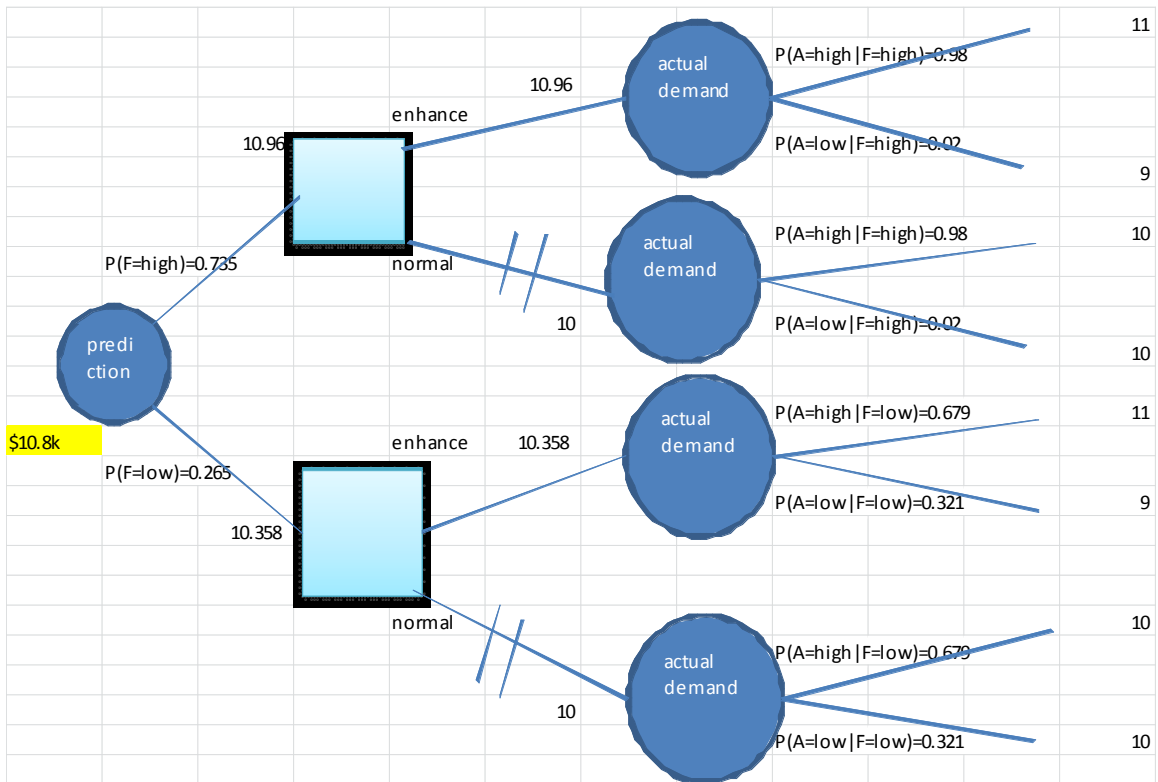 11
P(A=high|F=high)=0.98
actual
demand
10.96
enhance
10.96
P(A=low|F=high)=0.02
9
P(A=high|F=high)=0.98
10
actual
demand
normal
P(F=high)=0.735
10
P(A=low|F=high)=0.02
10
predi
ction
P(A=high|F=low)=0.679
11
actual
demand
enhance
10.358
$10.8k
P(F=low)=0.265
P(A=low|F=low)=0.321
9
10.358
normal
10
P(A=high|F=low)=0.679
actual
demand
10
P(A=low|F=low)=0.321
10